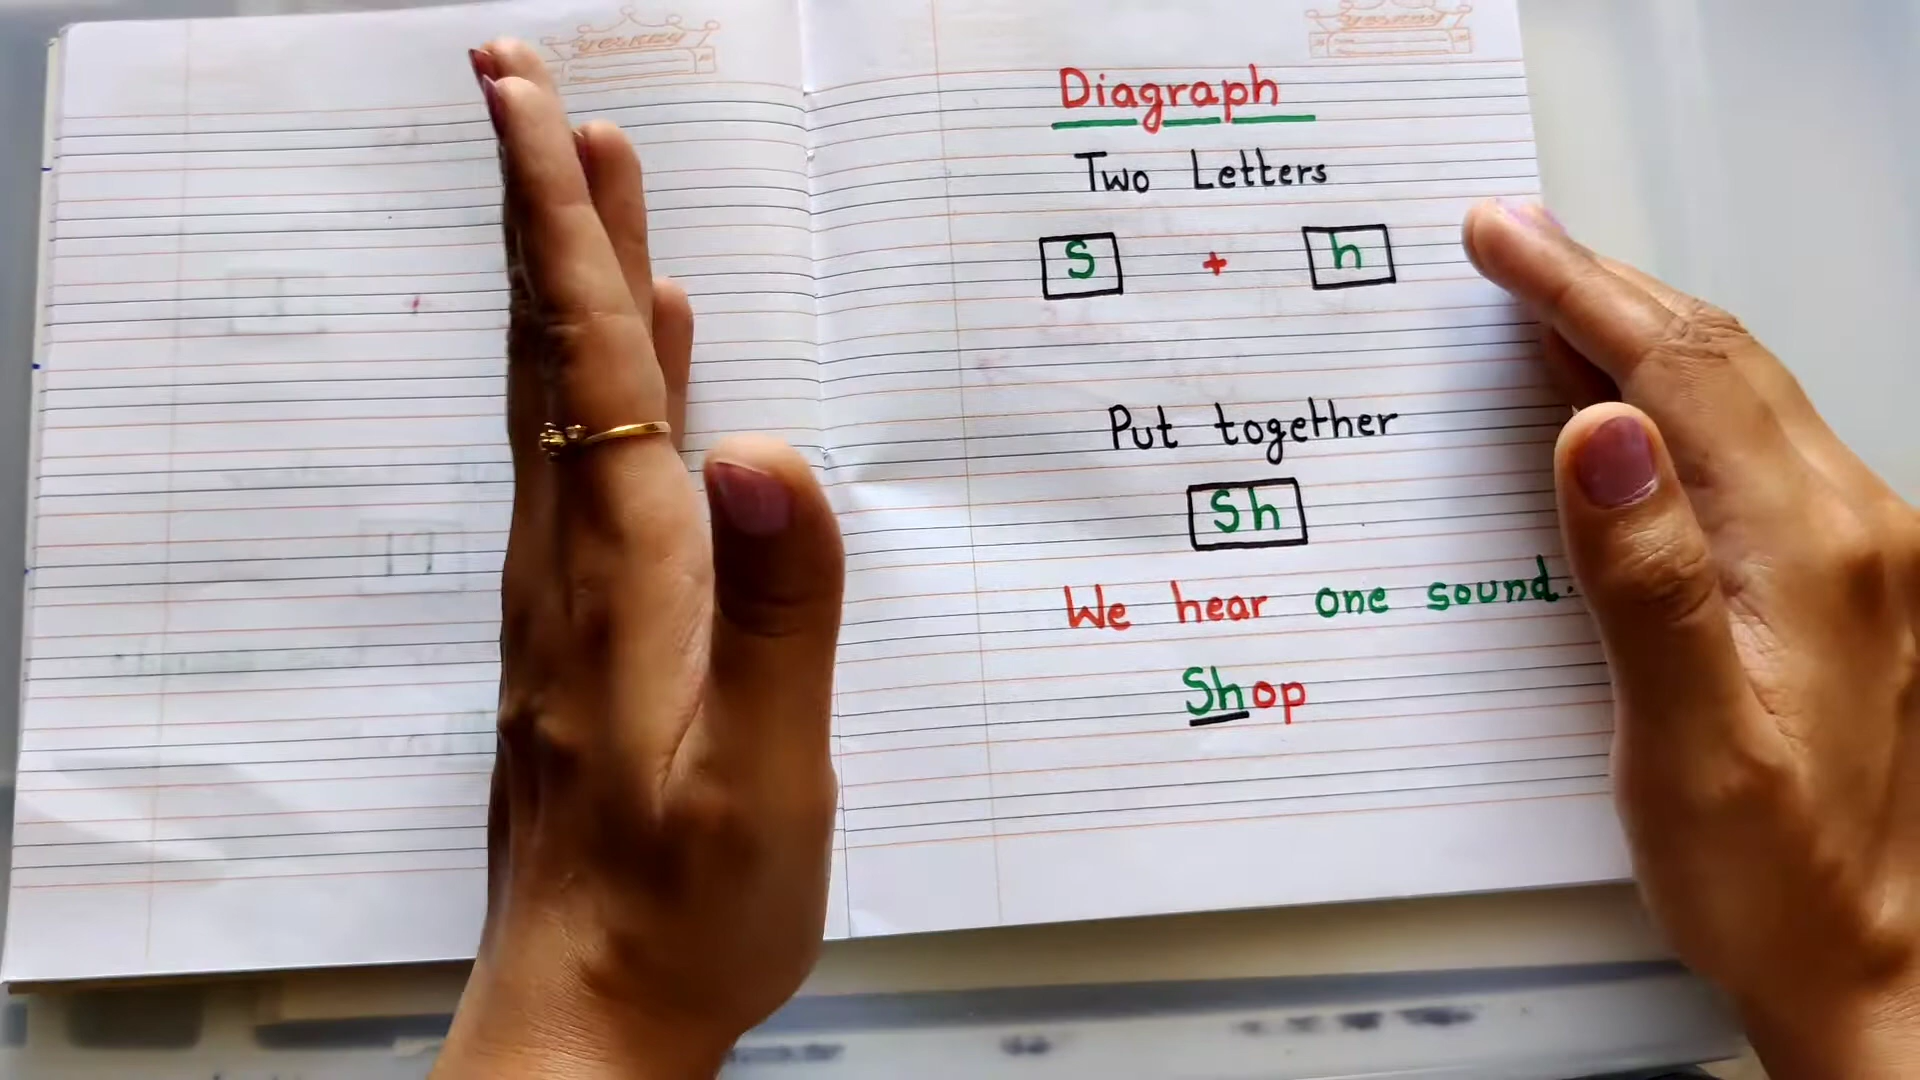 Diagraph
Two Letters
S + h
Put together
Sh
We hear one sound.
Shop